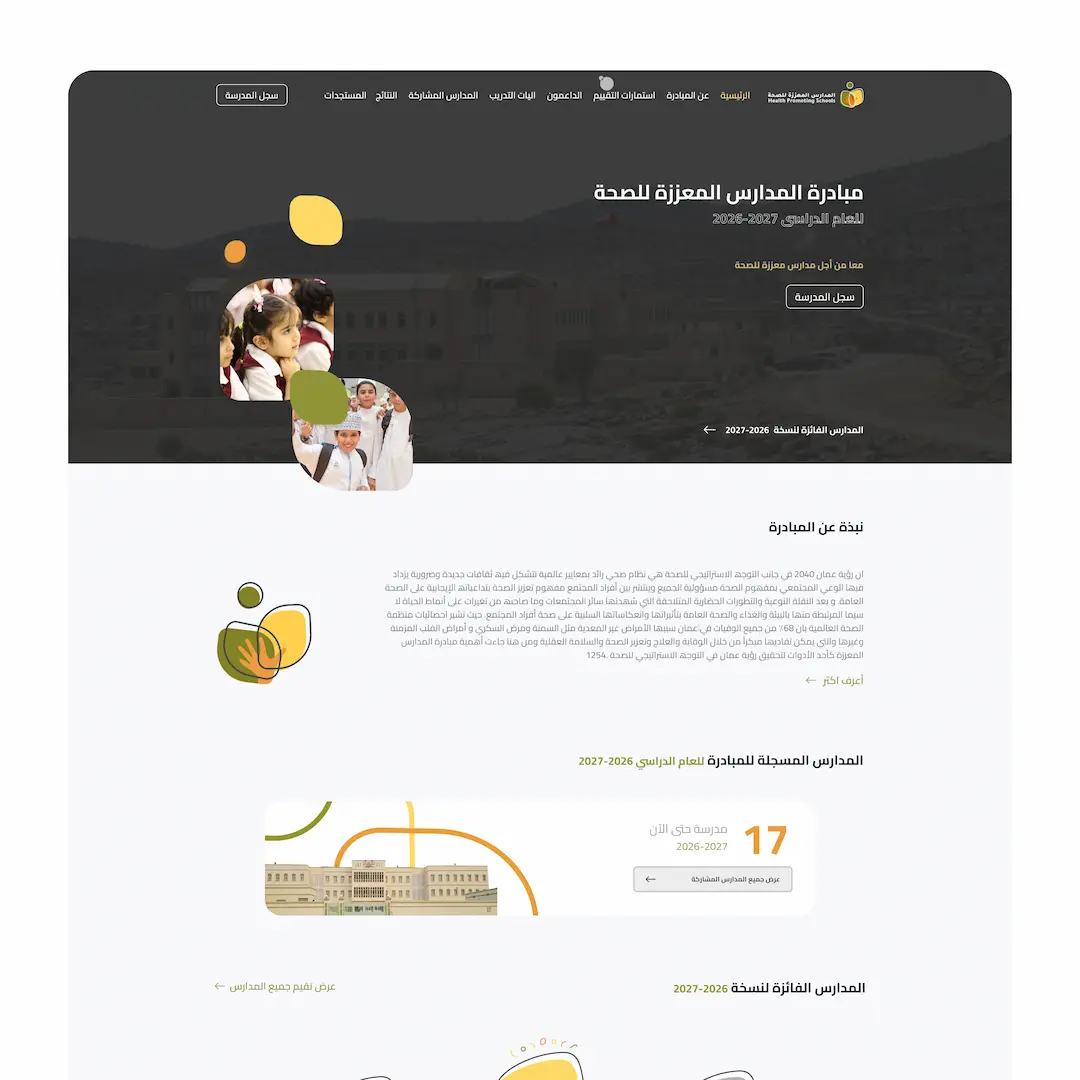 المدارس المعززة للصحة
Health Promoting Schools
الرئيسية
عن المبادرة
استمارات التقييم
الداعمون
اليات التدريب
المدارس المشاركة
النتائج
المستجدات
سجل المدرسة
مبادرة المدارس المعززة للصحة
للعام الدراسي 2027-2026
معا من أجل مدارس معززة للصحة
سجل المدرسة
المدارس الفائزة لنسخة 2026-2027
نبذة عن المبادرة
ان رؤية عمان 2040 في جانب التوجه الاستراتيجي للصحة هي نظام صحي رائد بمعايير عالمية تتشكل فيه ثقافات جديدة وضرورية يزداد
فيها الوعي المجتمعي بمفهوم الصحة مسؤولية الجميع وينتشر بين أفراد المجتمع مفهوم تعزيز الصحة بتداعباتها الإيجابية على الصحة
العامة. و بعد النقلة النوعية والتطورات الحضارية المتلاحقة التي شهدتها سائر المجتمعات وما صاحبه من تغيرات على أنماط الحياة لا
سيما المرتبطة منها بالبيئة والغذاء والصحة العامة بتأثيراتها وانعكاساتها السلبية على صحة أفراد المجتمع. حيث تشير احصائيات منظمة
الصحة العالمية بان 68٪ من جميع الوفيات في عمان سببها الأمراض غير المعدية مثل السمنة ومرض السكري و أمراض القلب المزمنة
وغيرها والتي يمكن تفاديها مبكراً من خلال الوقاية والعلاج وتعزيز الصحة والسلامة العقلية ومن هنا جاءت أهمية مبادرة المدارس
المعززة كأحد الأدوات لتحقيق رؤية عمان في التوجه الاستراتيجي للصحة .1254
أعرف اكثر
المدارس المسجلة للمبادرة للعام الدراسي 2026-2027
17
مدرسة حتى الآن
2026-2027
عرض جميع المدارس المشاركة
المدارس الفائزة لنسخة 2026-2027
عرض تقيم جميع المدارس